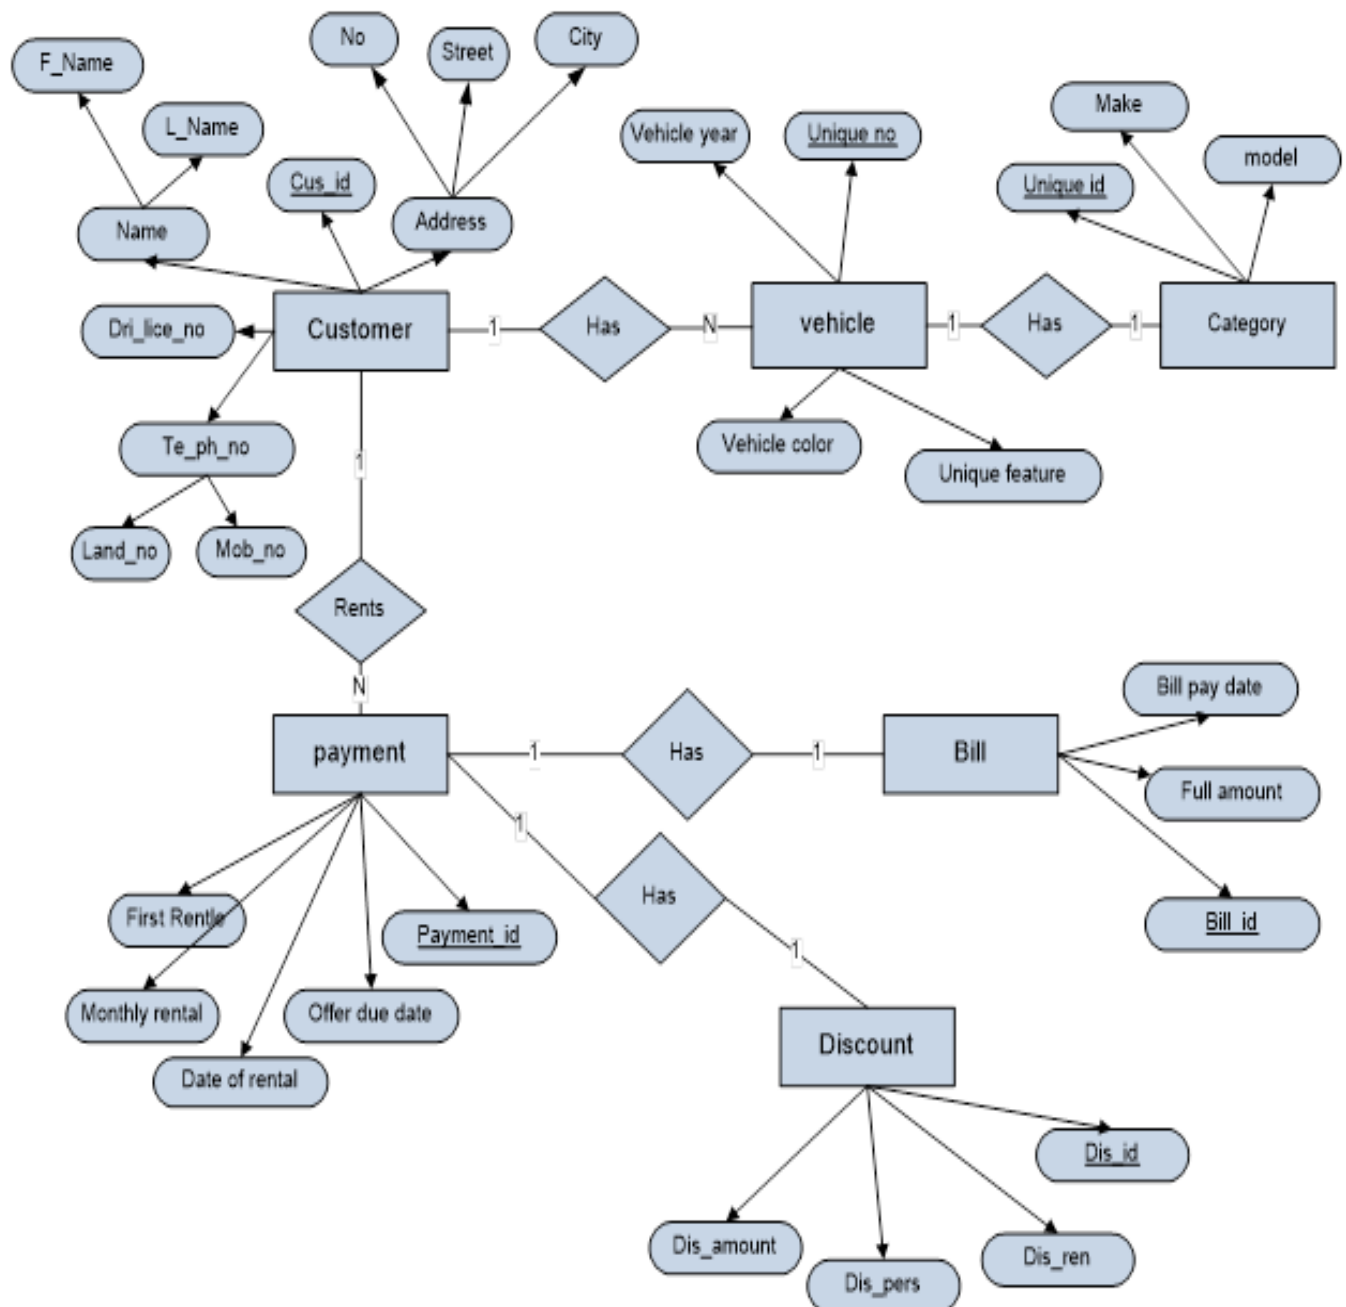 No
Street
City
F_Name
L_Name
Make
Vehicle year
Unique no
model
Cus_id
Unique id
Name
Address
Dri_lice_no
Customer
1
Has
N
vehicle
1
Has
1
Category
Te_ph_no
Vehicle color
1
Unique feature
Land_no
Mob_no
Rents
N
Bill pay date
payment
1
Has
1
Bill
Full amount
1
Has
First Rentle
Payment_id
Bill_id
1
Monthly rental
Offer due date
Discount
Date of rental
Dis_id
Dis_amount
Dis_ren
Dis_pers